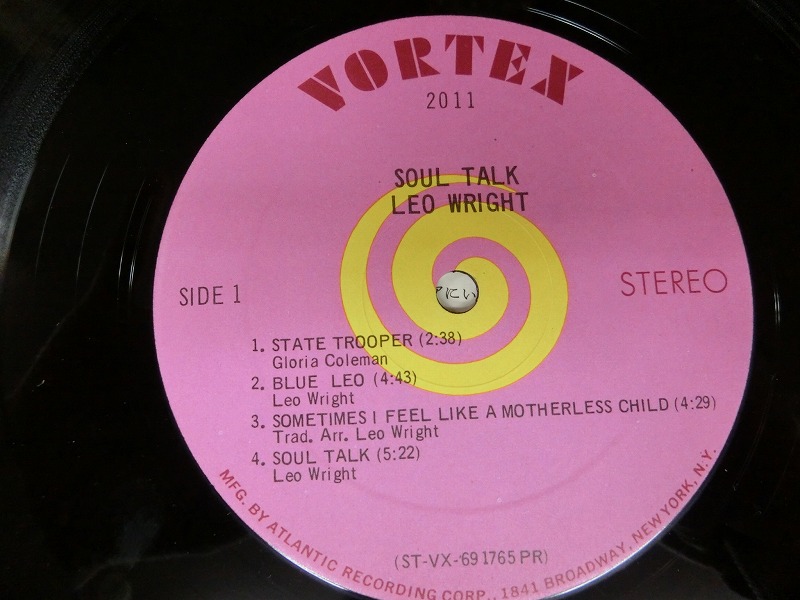 VORTEX
2011
SOUL TALK
LEO WRIGHT
SIDE 1
STEREO
にい
1. STATE TROOPER (2:38)
Gloria Coleman
2. BLUE LEO (4:43)
Leo Wright
3. SOMETIMES I FEEL LIKE A MOTHERLESS CHILD (4:29)
Trad. Arr. Leo Wright
4. SOUL TALK (5:22)
Leo Wright
(ST-VX-691765 PR)
MFG. BY ATLANTIC RECORDING CORP., 1841 BROADWAY, NEW YORK, N.Y.